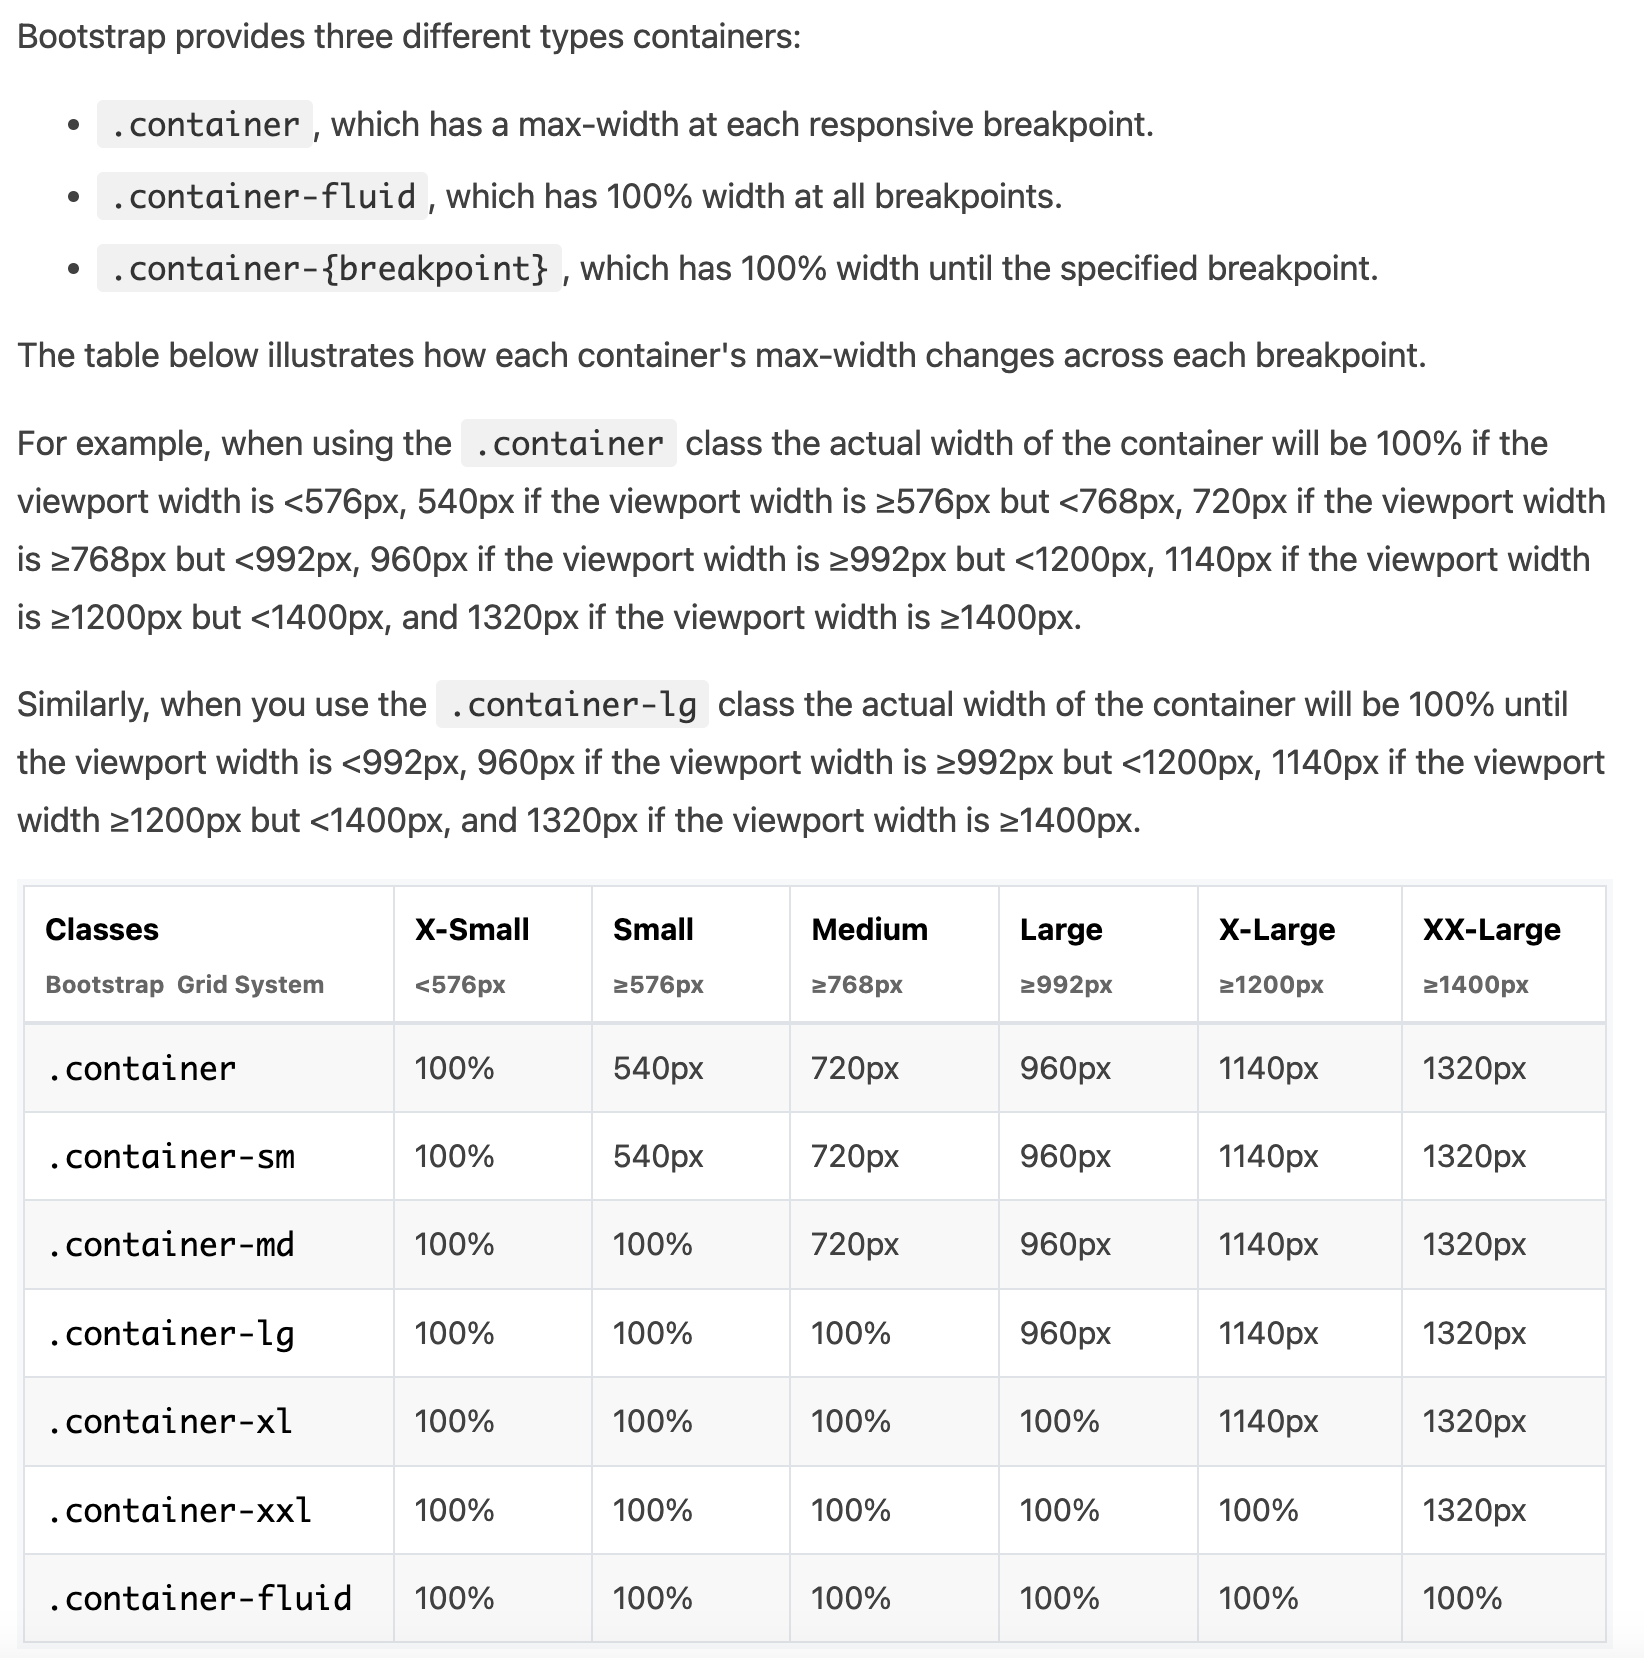 Bootstrap provides three different types containers:
• .container , which has a max-width at each responsive breakpoint.
• .container-fluid , which has 100% width at all breakpoints.
• .container-{breakpoint} , which has 100% width until the specified breakpoint.
The table below illustrates how each container's max-width changes across each breakpoint.
For example, when using the .container class the actual width of the container will be 100% if the
viewport width is <576px, 540px if the viewport width is ≥576px but <768px, 720px if the viewport width
is ≥768px but <992px, 960px if the viewport width is ≥992px but <1200px, 1140px if the viewport width
is ≥1200px but <1400px, and 1320px if the viewport width is ≥1400px.
Similarly, when you use the .container-lg class the actual width of the container will be 100% until
the viewport width is <992px, 960px if the viewport width is ≥992px but <1200px, 1140px if the viewport
width ≥1200px but <1400px, and 1320px if the viewport width is ≥1400px.
Classes X-Small Small Medium Large X-Large XX-Large
Bootstrap Grid System <576px ≥576px ≥768px ≥992px ≥1200px ≥1400px
.container 100% 540px 720px 960px 1140px 1320px
.container-sm 100% 540px 720px 960px 1140px 1320px
.container-md 100% 100% 720px 960px 1140px 1320px
.container-lg 100% 100% 100% 960px 1140px 1320px
.container-xl 100% 100% 100% 100% 1140px 1320px
.container-xxl 100% 100% 100% 100% 100% 1320px
.container-fluid 100% 100% 100% 100% 100% 100%